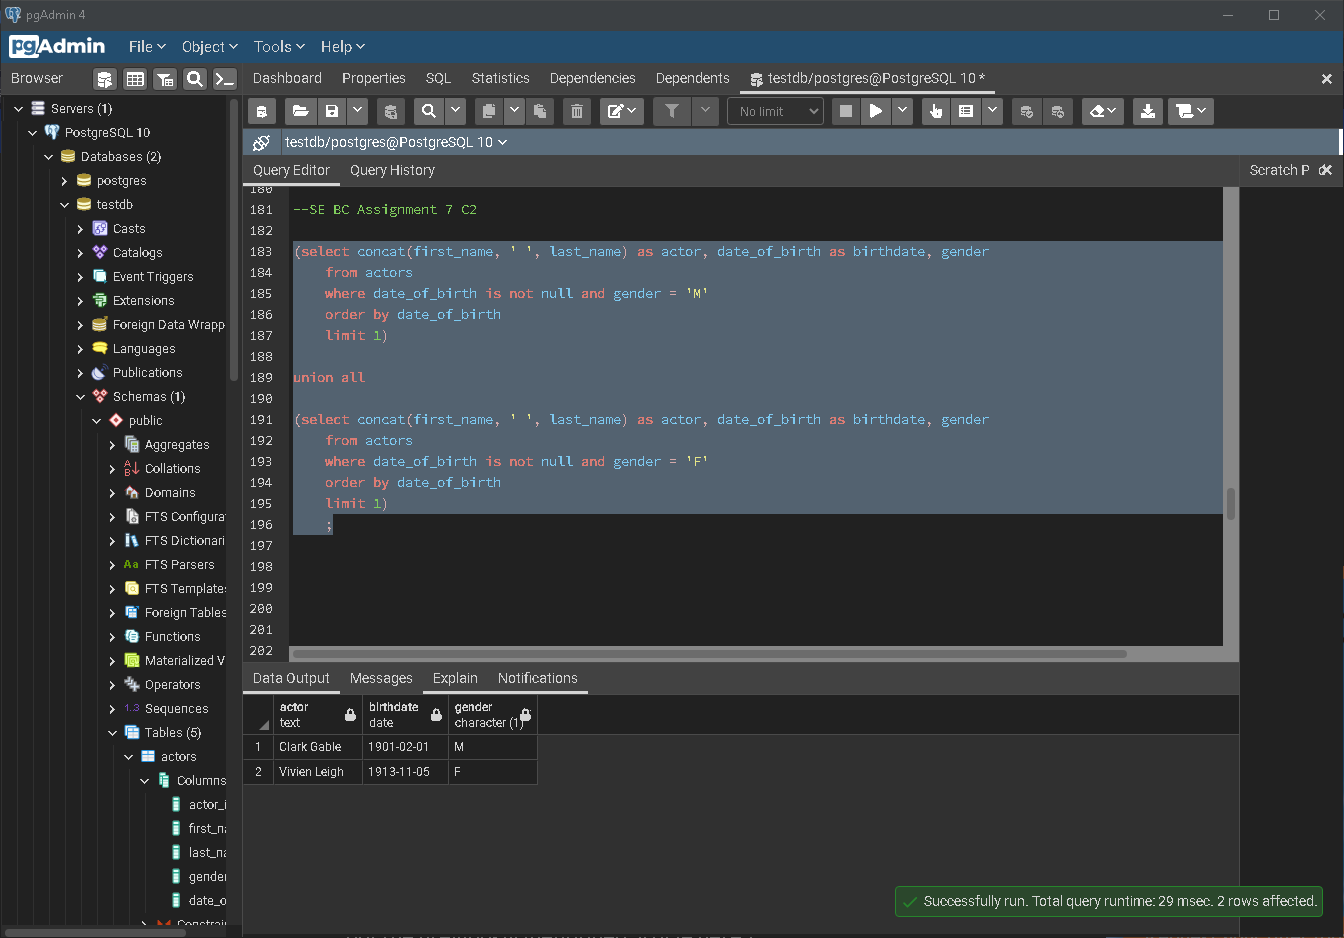 pgAdmin 4
pgAdmin File Object Tools Help
Browser Dashboard Properties SQL Statistics Dependencies Dependents testdb/postgres@PostgreSQL 10 *
No limit
testdb/postgres@PostgreSQL 10
Query Editor Query History
Scratch P
Servers (1)
PostgreSQL 10
Databases (2)
postgres
testdb
Casts
Catalogs
Event Triggers
Extensions
Foreign Data Wrapp
Languages
Publications
Schemas (1)
public
Aggregates
Collations
Domains
FTS Configurat
FTS Dictionari
Aa FTS Parsers
FTS Templates
Foreign Tables
Functions
Materialized V
Operators
1..3 Sequences
Tables (5)
actors
Columns
actor_i
first_na
last_na
gender
date_o
180
181 --SE BC Assignment 7 C2
182
183 (select concat(first_name, ' ', last_name) as actor, date_of_birth as birthdate, gender
184 from actors
185 where date_of_birth is not null and gender = 'M'
186 order by date_of_birth
187 limit 1)
188
189 union all
190
191 (select concat(first_name, ' ', last_name) as actor, date_of_birth as birthdate, gender
192 from actors
193 where date_of_birth is not null and gender = 'F'
194 order by date_of_birth
195 limit 1)
196 ;
197
198
199
200
201
202
Data Output Messages Explain Notifications
actor text birthdate date gender character (1)
1 Clark Gable 1901-02-01 M
2 Vivien Leigh 1913-11-05 F
Successfully run. Total query runtime: 29 msec. 2 rows affected.